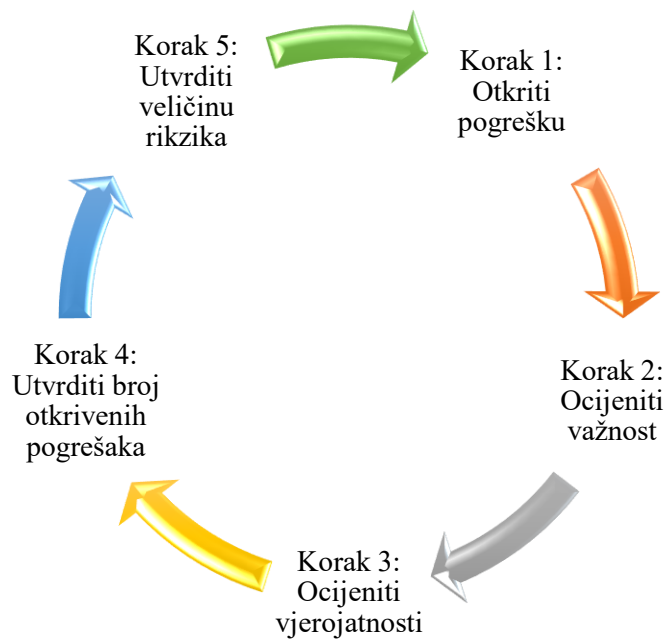 Korak 1:
Otkriti
pogrešku
Korak 2:
Ocijeniti
važnost
Korak 3:
Ocijeniti
vjerojatnosti
Korak 4:
Utvrditi broj
otkrivenih
pogrešaka
Korak 5:
Utvrditi
veličinu
rikzika